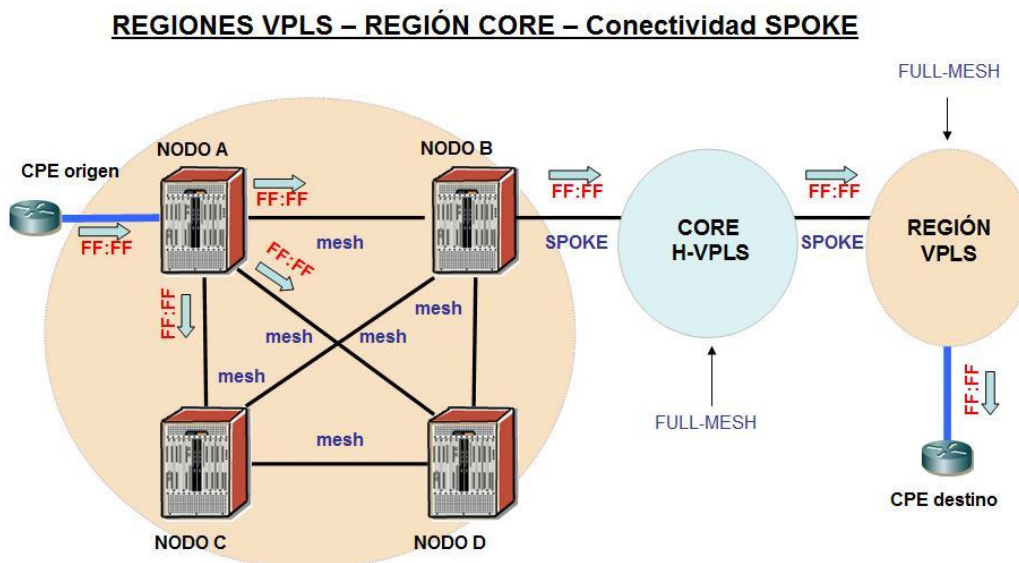 REGIONES VPLS – REGIÓN CORE – Conectividad SPOKE
FULL-MESH
NODO A
NODO B
CPE origen
FF:FF
FF:FF
FF:FF
FF:FF
mesh
SPOKE
CORE
H-VPLS
SPOKE
REGIÓN
VPLS
FF:FF
FF:FF
FF:FF
mesh
mesh
mesh
mesh
FULL-MESH
FF:FF
mesh
CPE destino
NODO C
NODO D